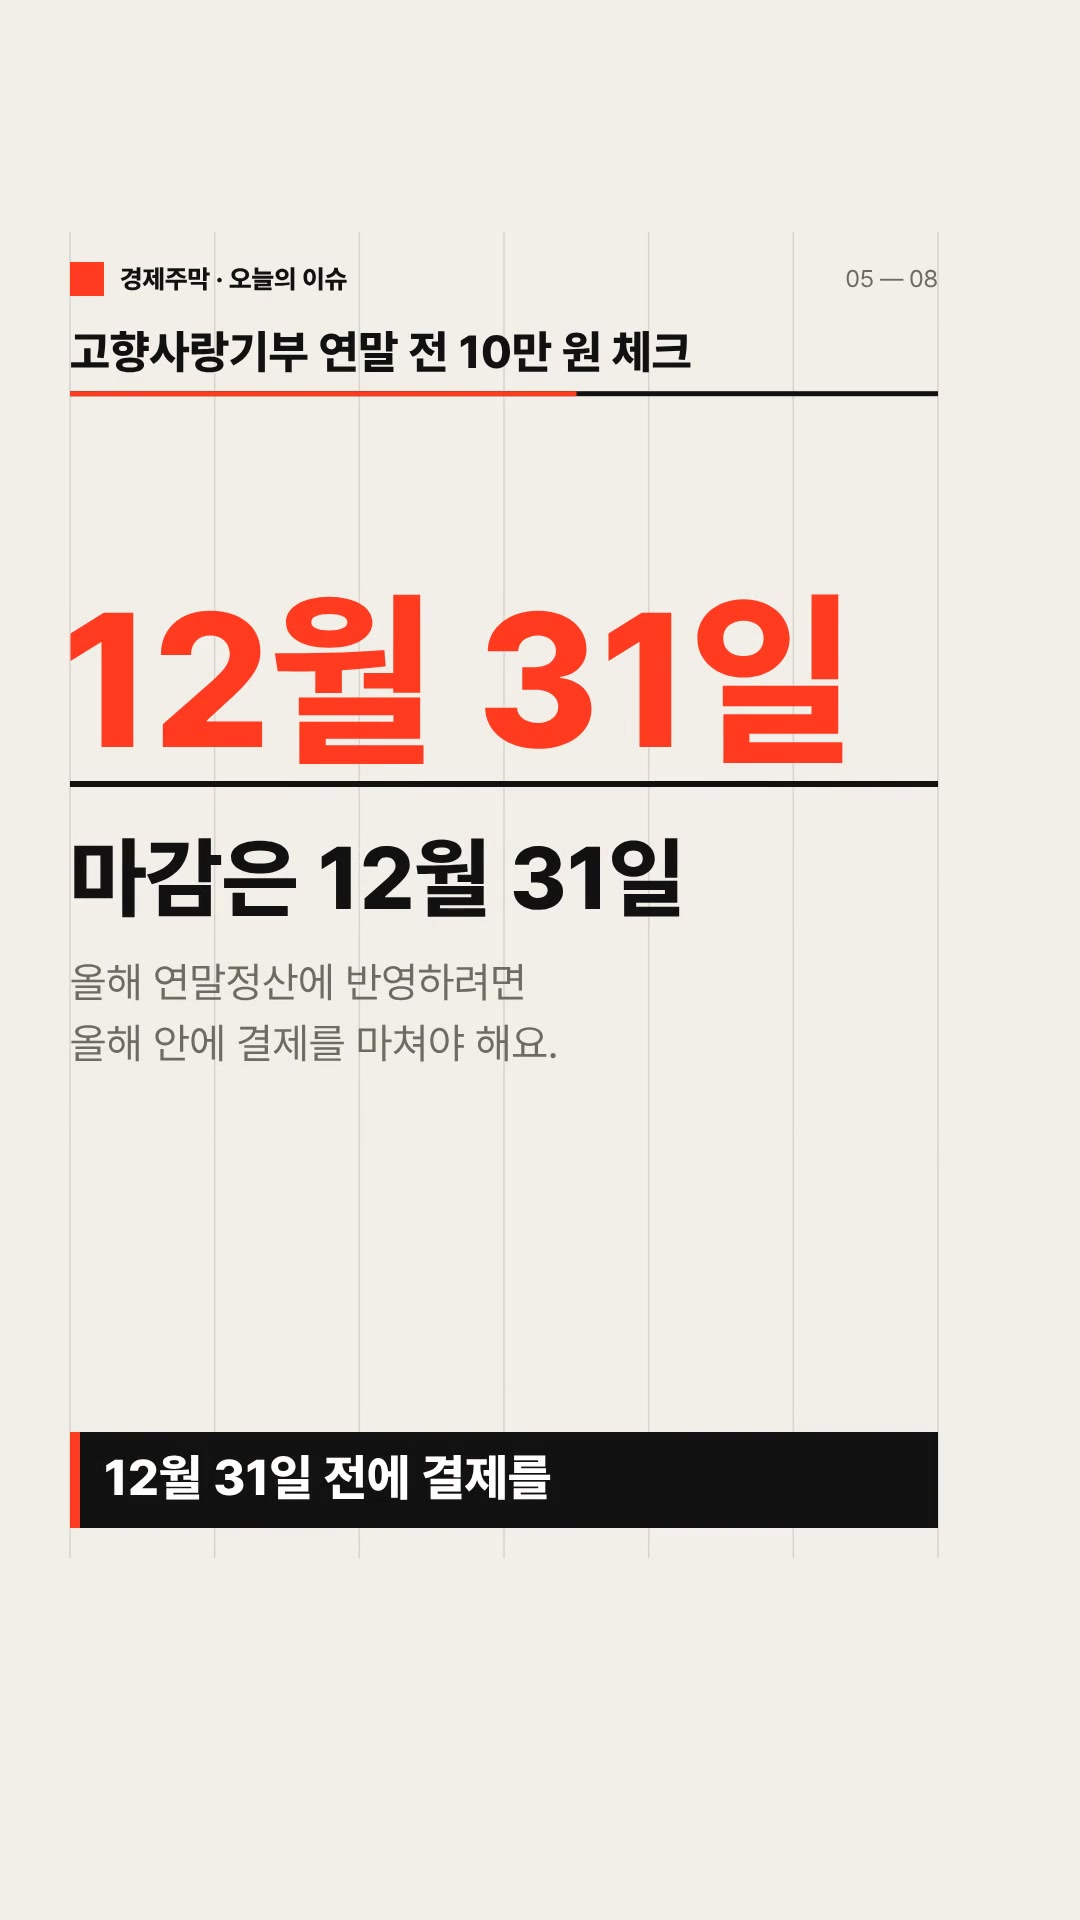 경제주막 · 오늘의 이슈
05 — 08
고향사랑기부 연말 전 10만 원 체크
12월 31일
마감은 12월 31일
올해 연말정산에 반영하려면
올해 안에 결제를 마쳐야 해요.
12월 31일 전에 결제를